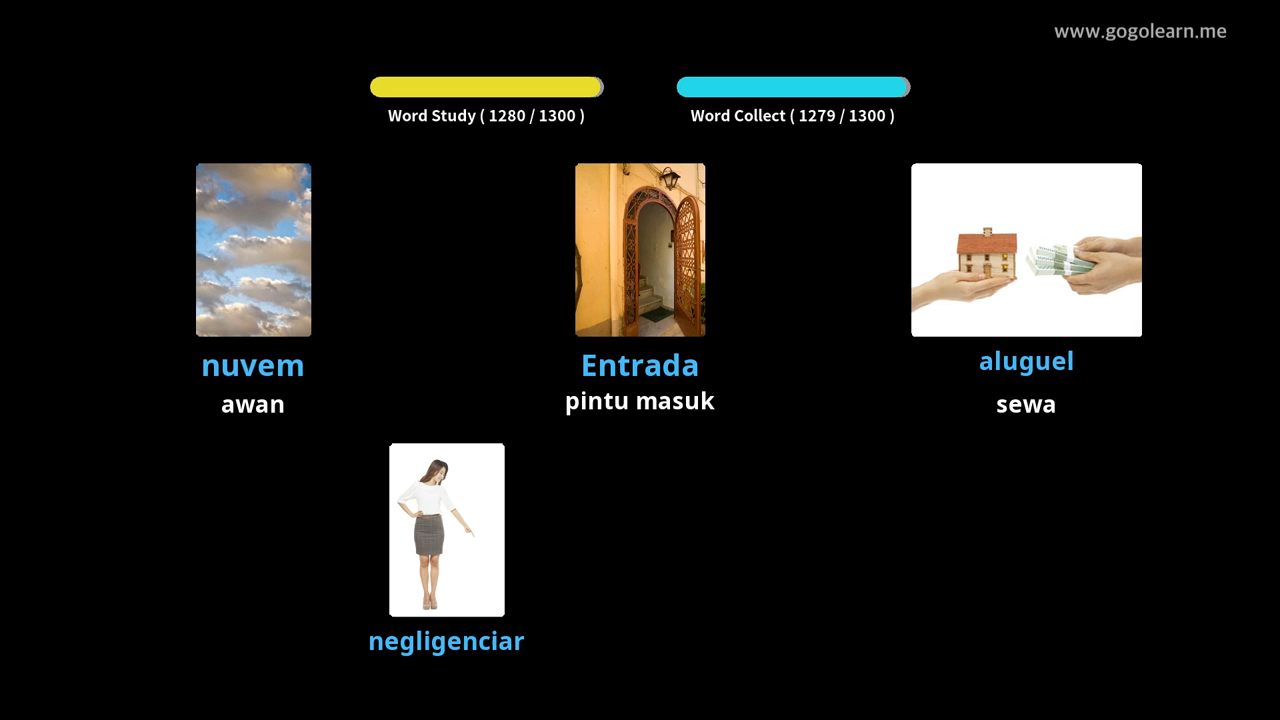 www.gogolearn.me
Word Study ( 1280 / 1300 )
Word Collect ( 1279 / 1300 )
nuvem
awan
Entrada
pintu masuk
aluguel
sewa
negligenciar